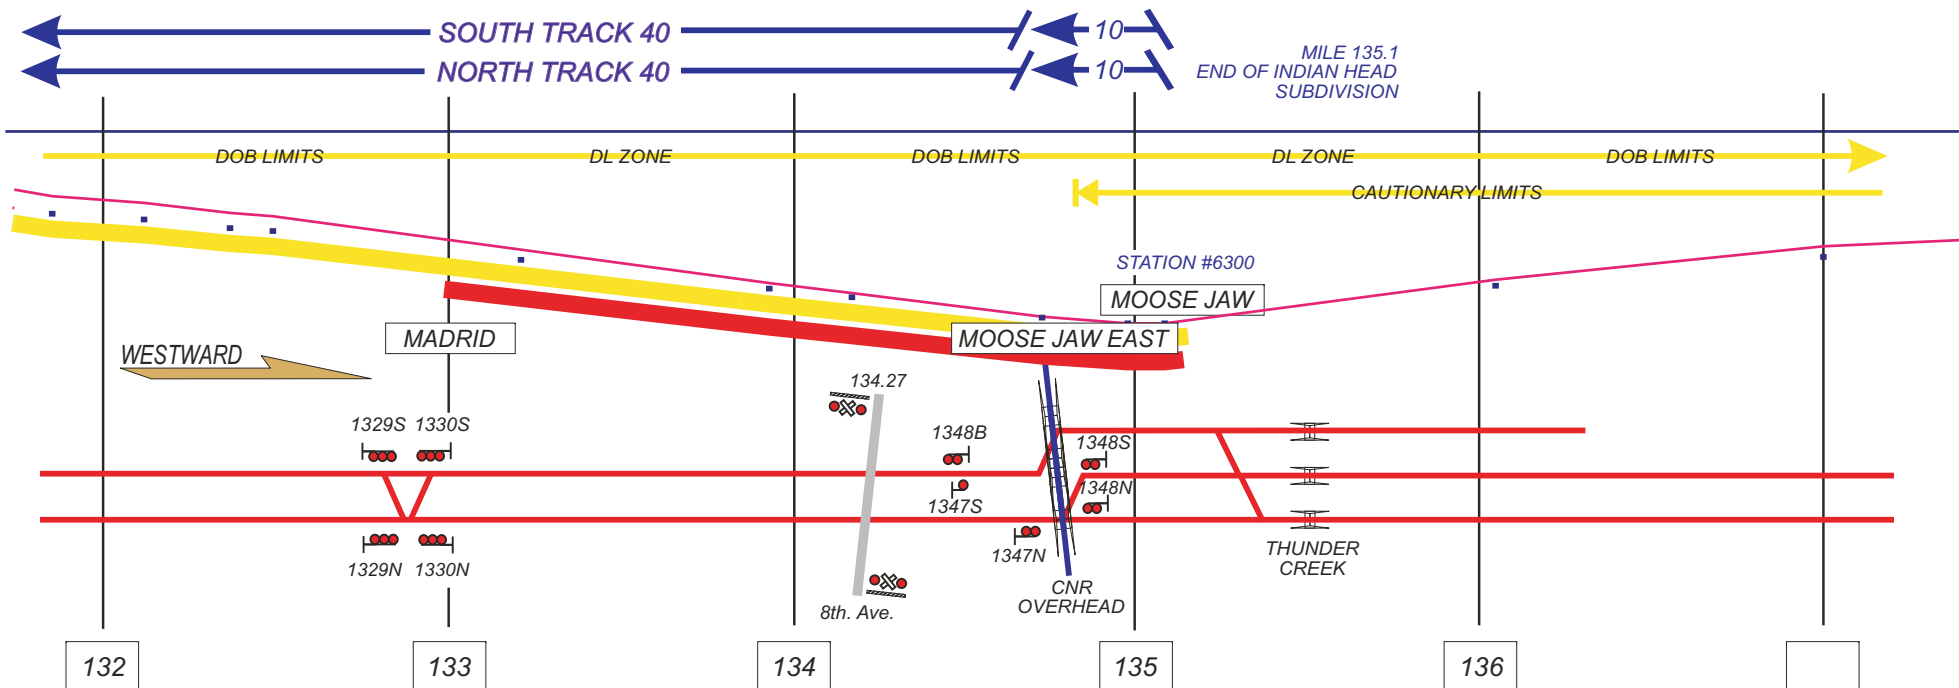 SOUTH TRACK 40
10
NORTH TRACK 40
10
MILE 135.1
END OF INDIAN HEAD
SUBDIVISION
DOB LIMITS
DL ZONE
DOB LIMITS
DL ZONE
DOB LIMITS
CAUTIONARY LIMITS
STATION #6300
MOOSE JAW
MADRID
MOOSE JAW EAST
WESTWARD
134.27
1329S
1330S
1348B
1348S
1347S
1348N
1329N
1330N
1347N
THUNDER
CREEK
CNR
OVERHEAD
8th. Ave.
132
133
134
135
136